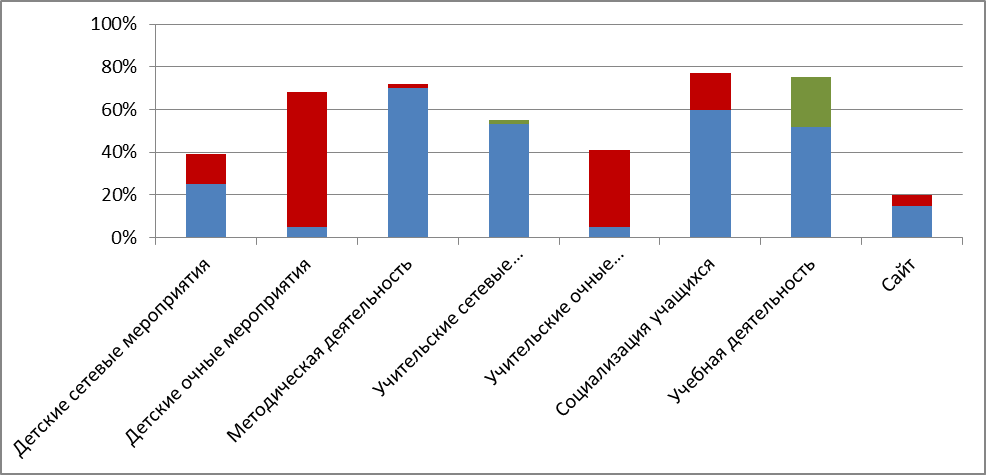 100%
80%
60%
40%
20%
0%
Детские сетевые мероприятия
Детские очные мероприятия
Методическая деятельность
Учительские сетевые...
Учительские очные...
Социализация учащихся
Учебная деятельность
Сайт